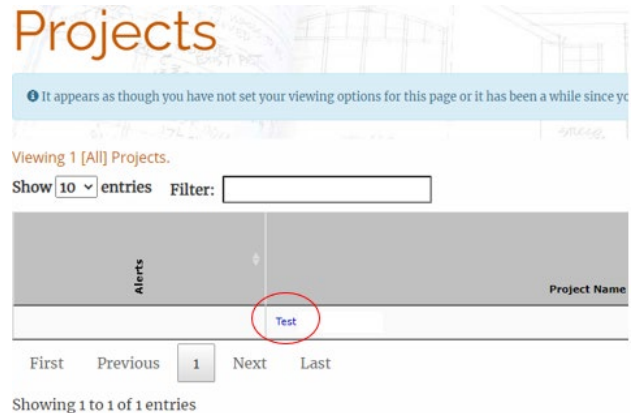 Projects
It appears as though you have not set your viewing options for this page or it has been a while since yo
Viewing 1 [All] Projects.
Show 10 entries Filter:
Alerts
Project Name
Test
First Previous 1 Next Last
Showing 1 to 1 of 1 entries